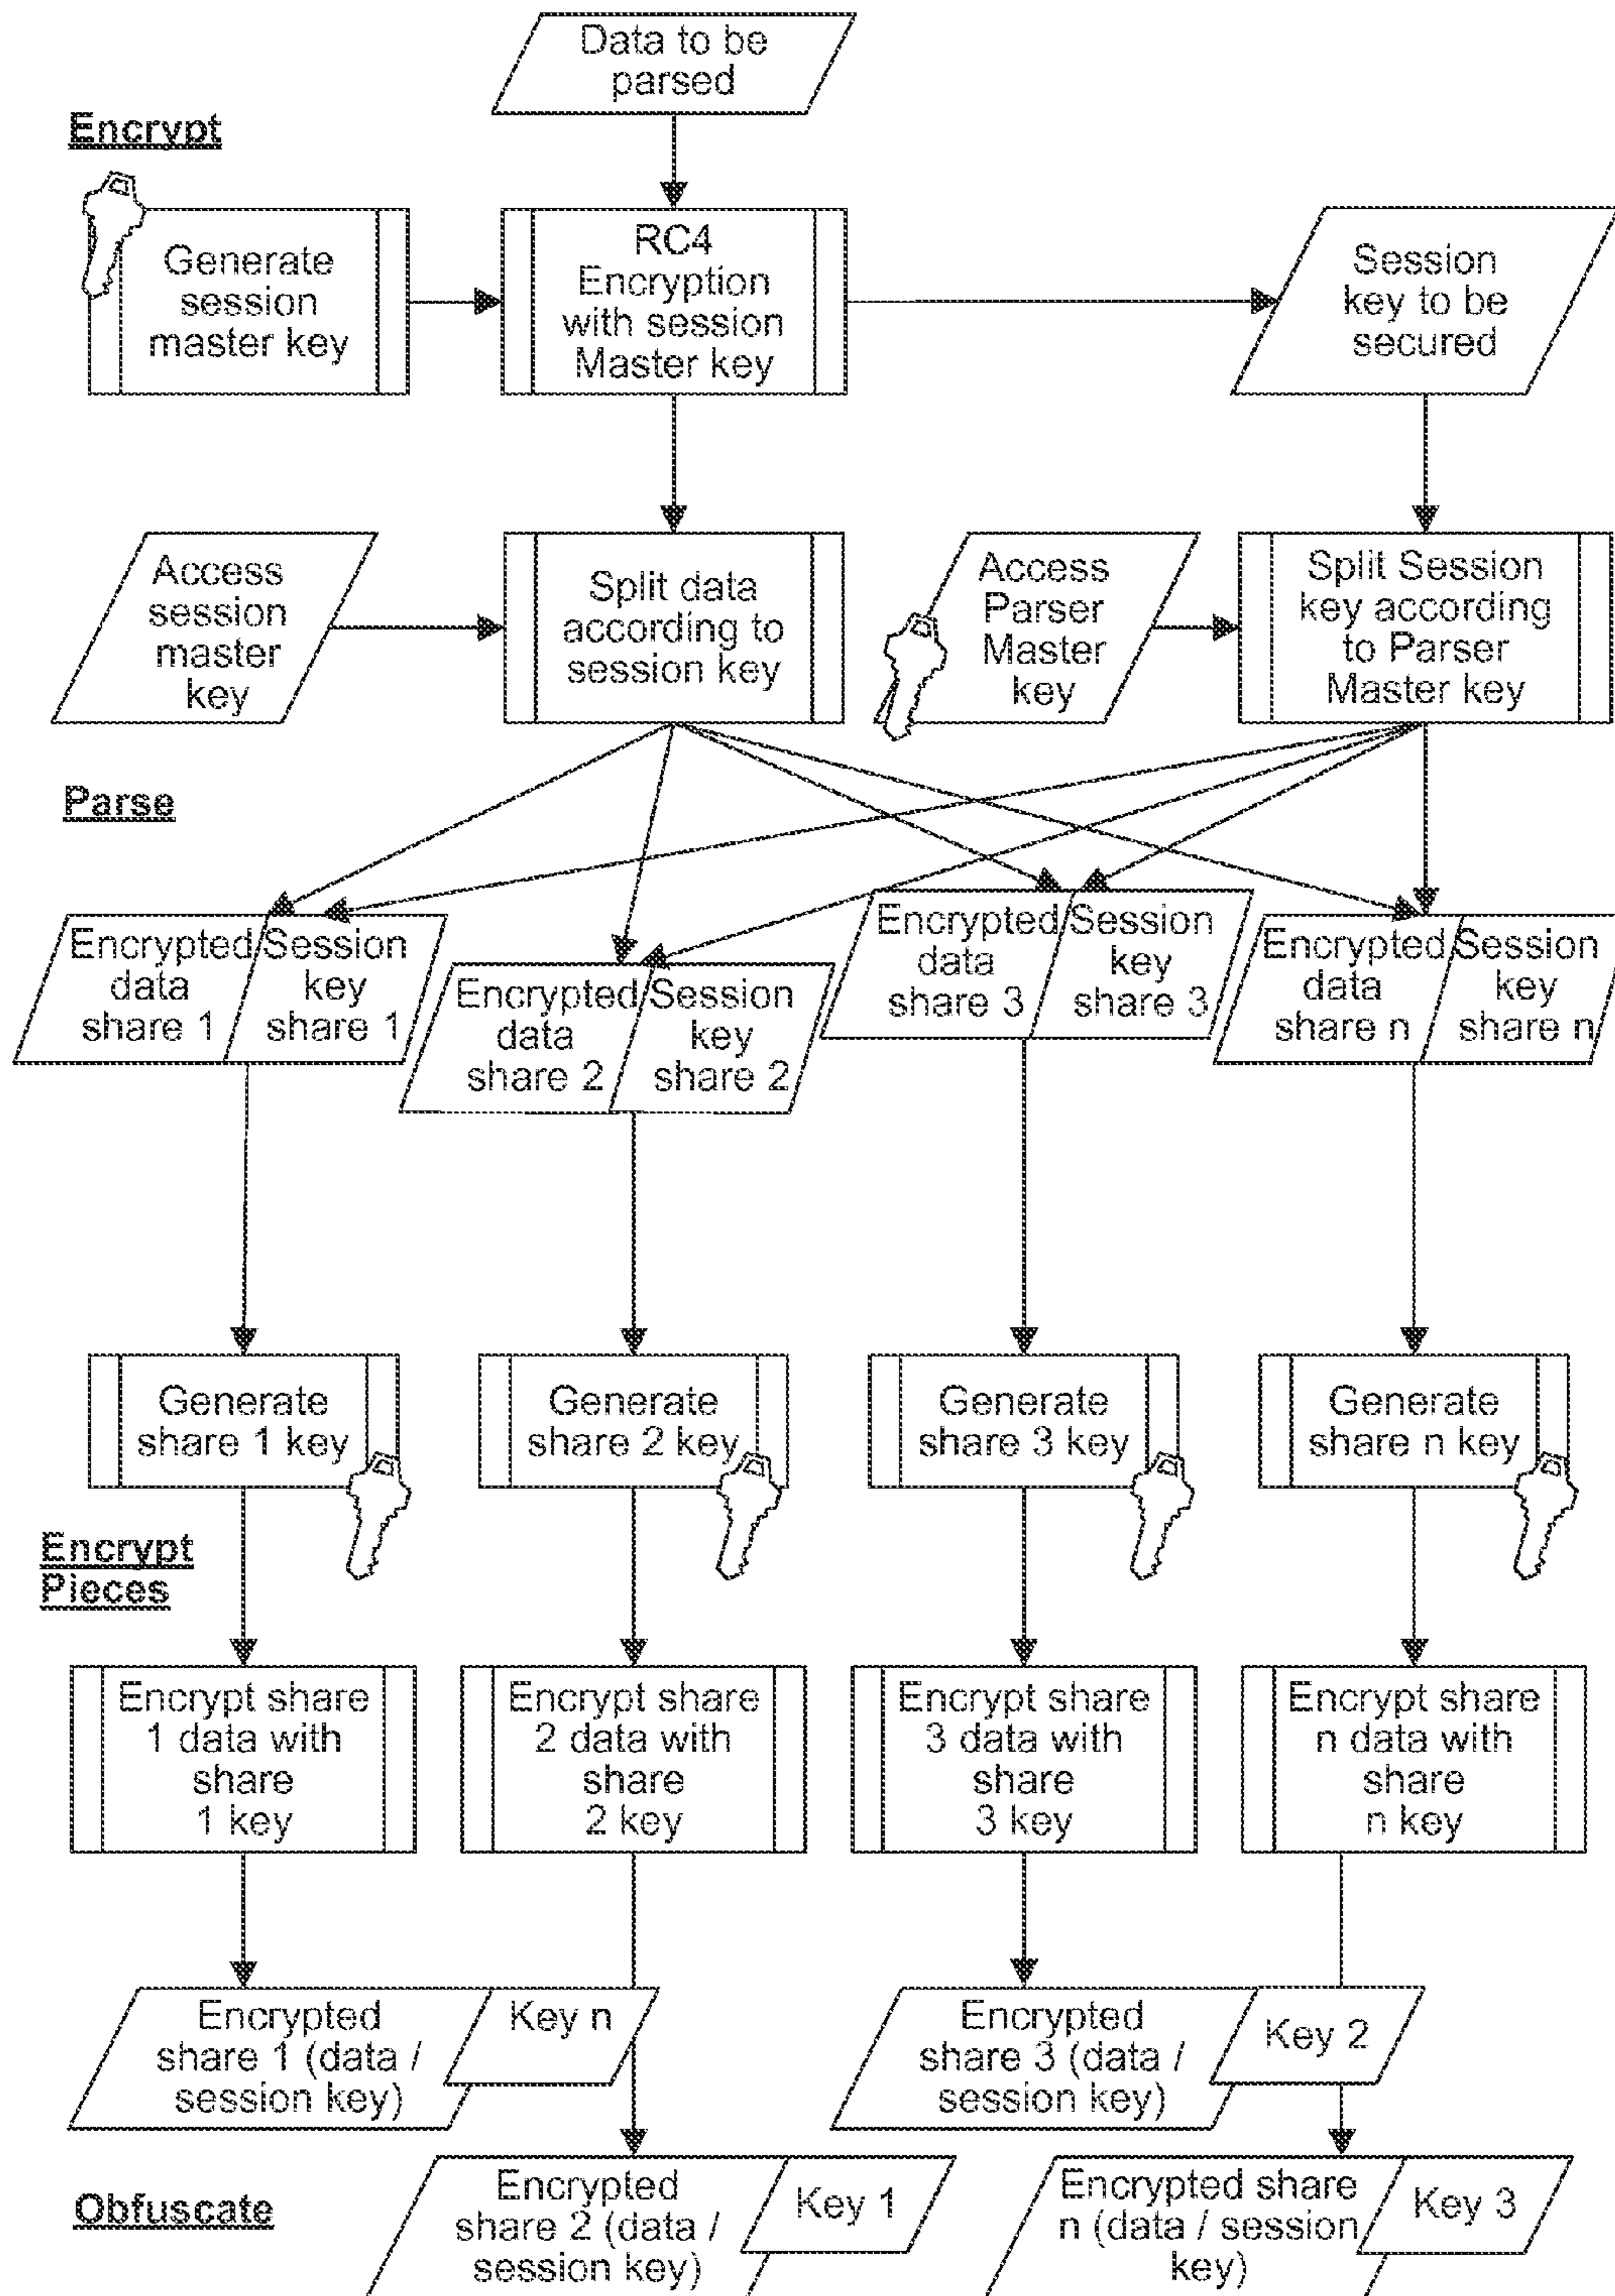 Data to be
parsed
Encrypt
Generate
session
master key
RC4
Encryption
with session
Master key
Session
key to be
secured
Access
session
master
key
Split data
according to
session key
Access
Parser
Master
key
Split Session
key according
to Parser
Master key
Parse
Encrypted
data
share 1
Session
key
share 1
Encrypted
data
share 2
Session
key
share 2
Encrypted
data
share 3
Session
key
share 3
Encrypted
data
share n
Session
key
share n
Generate
share 1 key
Generate
share 2 key
Generate
share 3 key
Generate
share n key
Encrypt
Pieces
Encrypt share
1 data with
share
1 key
Encrypt share
2 data with
share
2 key
Encrypt share
3 data with
share
3 key
Encrypt share
n data with
share
n key
Encrypted
share 1 (data /
session key)
Key n
Encrypted
share 3 (data /
session key)
Key 2
Obfuscate
Encrypted
share 2 (data /
session key)
Key 1
Encrypted share
n (data / session
key)
Key 3